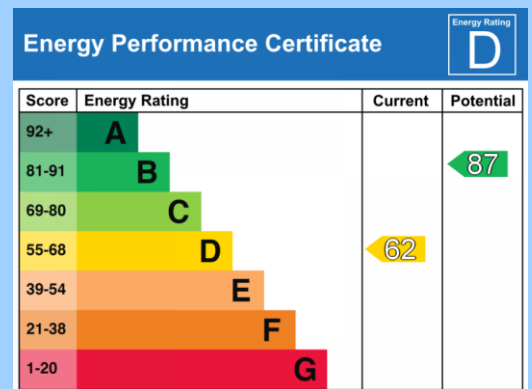 Energy Performance Certificate
Energy Rating
D
Score Energy Rating Current Potential
92+ A
81-91 B 87
69-80 C
55-68 D 62
39-54 E
21-38 F
1-20 G